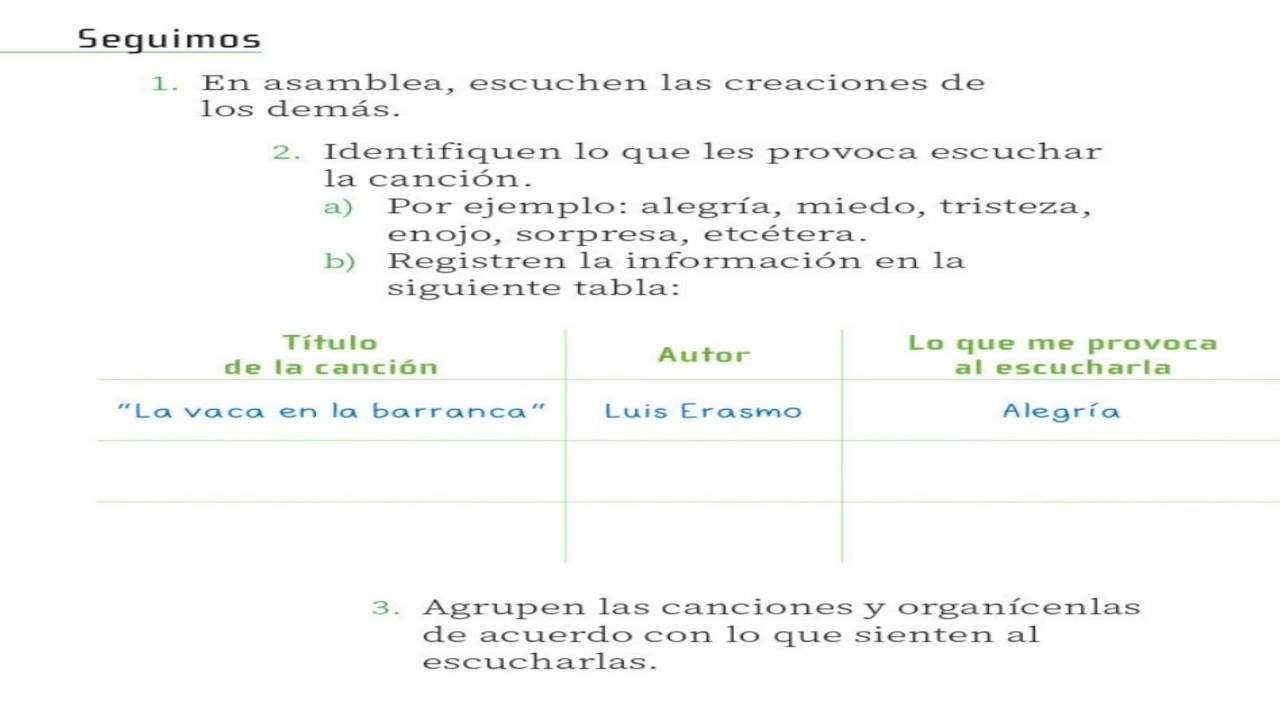 Seguimos
1. En asamblea, escuchen las creaciones de
los demás.
2. Identifiquen lo que les provoca escuchar
la canción.
a) Por ejemplo: alegría, miedo, tristeza,
enojo, sorpresa, etcétera.
b) Registren la información en la
siguiente tabla:
Título
de la canción
Autor
Lo que me provoca
al escucharla
"La vaca en la barranca"
Luis Erasmo
Alegría
3. Agrupen las canciones y organícenlas
de acuerdo con lo que sienten al
escucharlas.